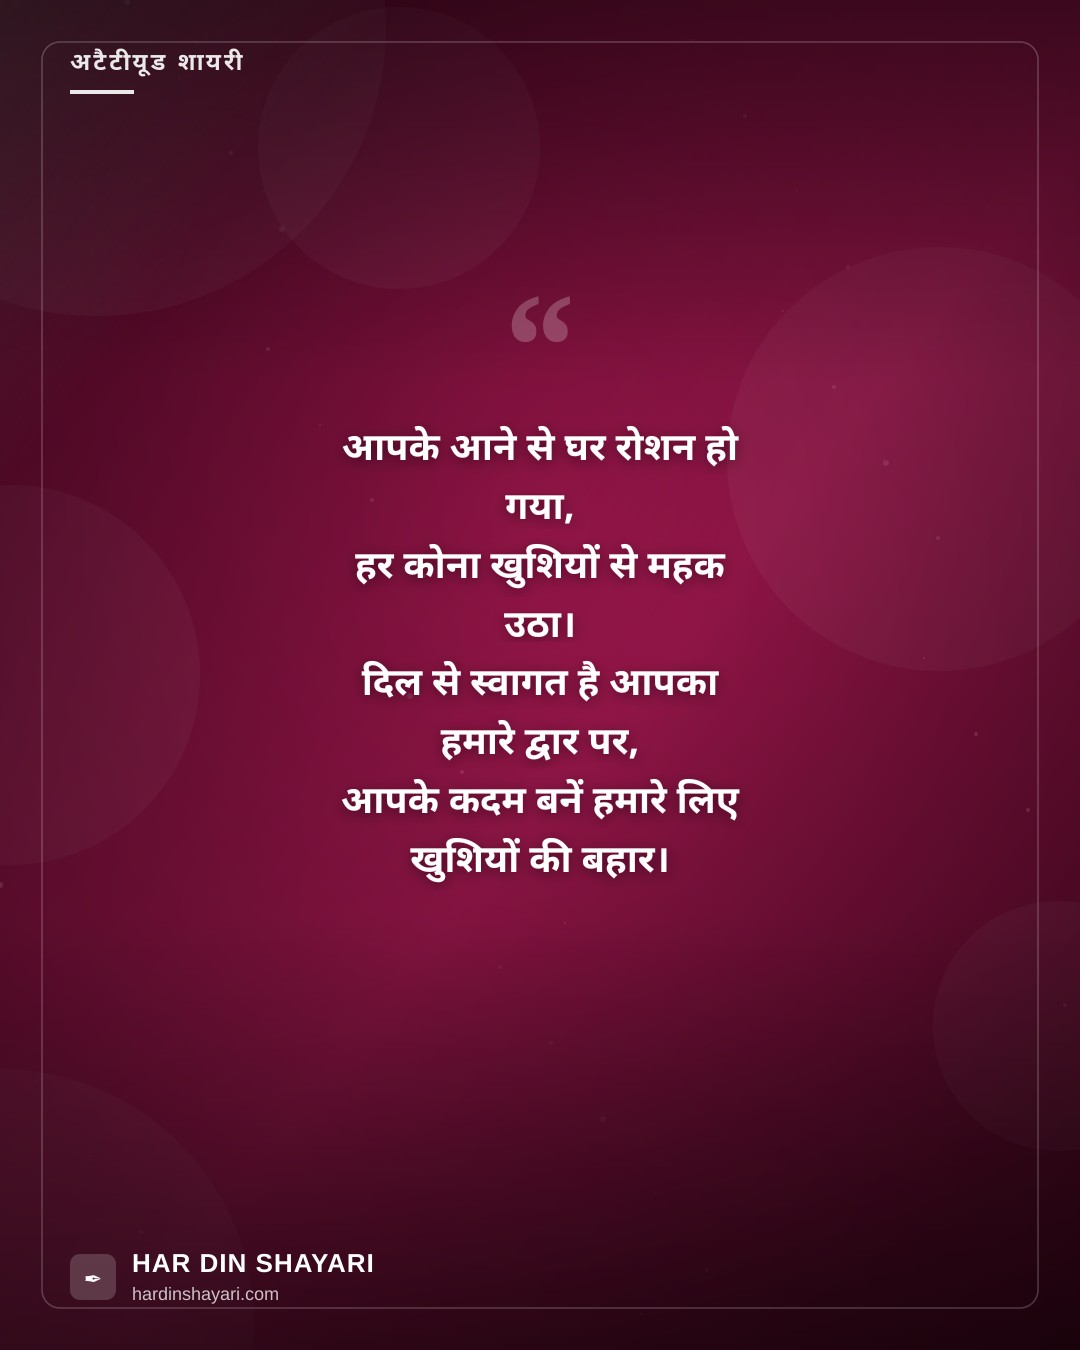 अटैटीयूड शायरी
“
आपके आने से घर रोशन हो
गया,
हर कोना खुशियों से महक
उठा।
दिल से स्वागत है आपका
हमारे द्वार पर,
आपके कदम बनें हमारे लिए
खुशियों की बहार।
HAR DIN SHAYARI
hardinshayari.com